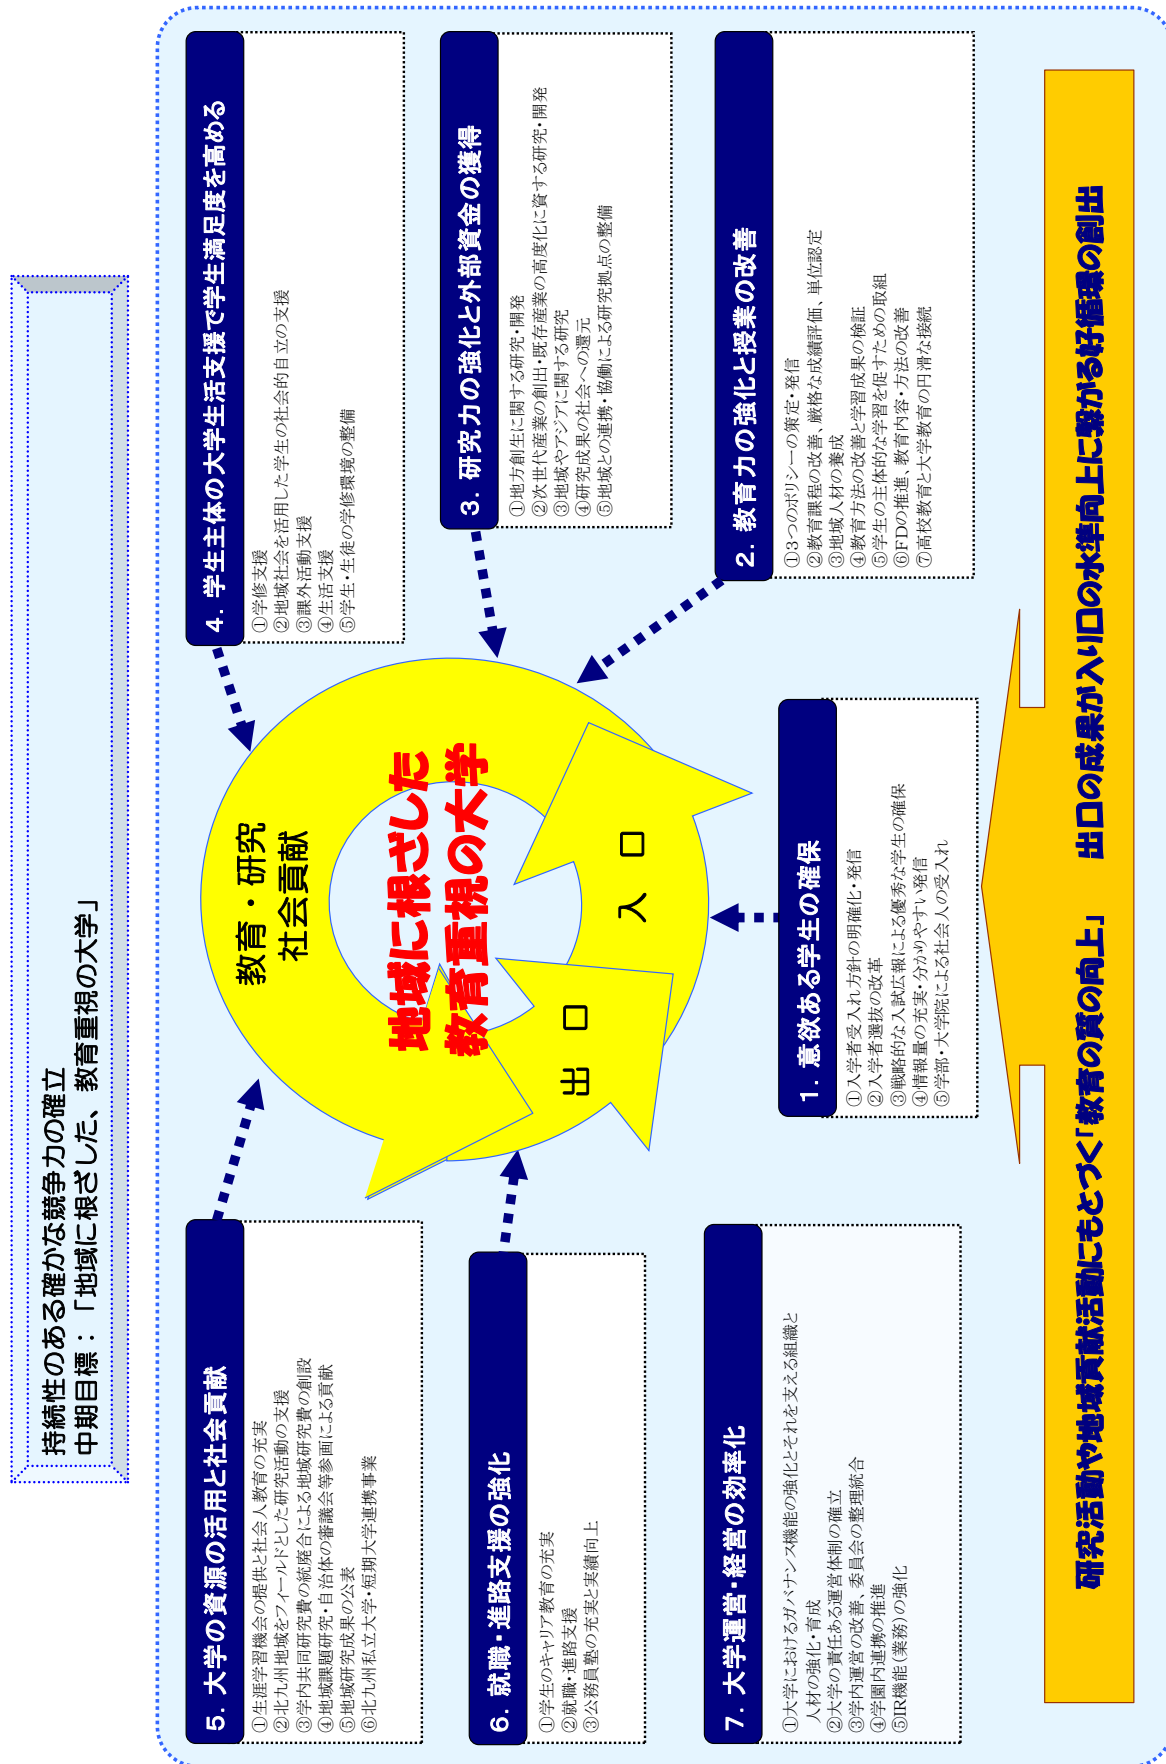 持続性のある確かな競争力の確立
中期目標：「地域に根ざした、教育重視の大学」
5．大学の資源の活用と社会貢献
①生涯学習機会の提供と社会人教育の充実
②北九州地域をフィールドとした研究活動の支援
③学内共同研究費の統廃合による地域研究費の創設
④地域課題研究・自治体の審議会等参画による貢献
⑤地域研究成果の公表
⑥北九州私立大学・短期大学連携事業
4．学生主体の大学生活支援で学生満足度を高める
①学修支援
②地域社会を活用した学生の社会的自立の支援
③課外活動支援
④生活支援
⑤学生・生徒の学修環境の整備
教育・研究
社会貢献
地域に根ざした
教育重視の大学
出　口
入　口
6．就職・進路支援の強化
①学生のキャリア教育の充実
②就職・進路支援
③公務員塾の充実と実績向上
3．研究力の強化と外部資金の獲得
①地方創生に関する研究・開発
②次世代産業の創出・既存産業の高度化に資する研究・開発
③地域やアジアに関する研究
④研究成果の社会への還元
⑤地域との連携・協働による研究拠点の整備
7．大学運営・経営の効率化
①大学におけるガバナンス機能の強化とそれを支える組織と
人材の強化・育成
②大学の責任ある運営体制の確立
③学内運営の改善、委員会の整理統合
④学園内連携の推進
⑤IR機能（業務）の強化
1．意欲ある学生の確保
①入学者受入れ方針の明確化・発信
②入学者選抜の改革
③戦略的な入試広報による優秀な学生の確保
④情報量の充実・分かりやすい発信
⑤学部・大学院による社会人の受入れ
2．教育力の強化と授業の改善
①3つのポリシーの策定・発信
②教育課程の改善、厳格な成績評価、単位認定
③地域人材の養成
④教育方法の改善と学習成果の検証
⑤学生の主体的な学習を促すための取組
⑥FDの推進、教育内容・方法の改善
⑦高校教育と大学教育の円滑な接続
研究活動や地域貢献活動にもとづく「教育の質の向上」　出口の成果が入り口の水準向上に繋がる好循環の創出